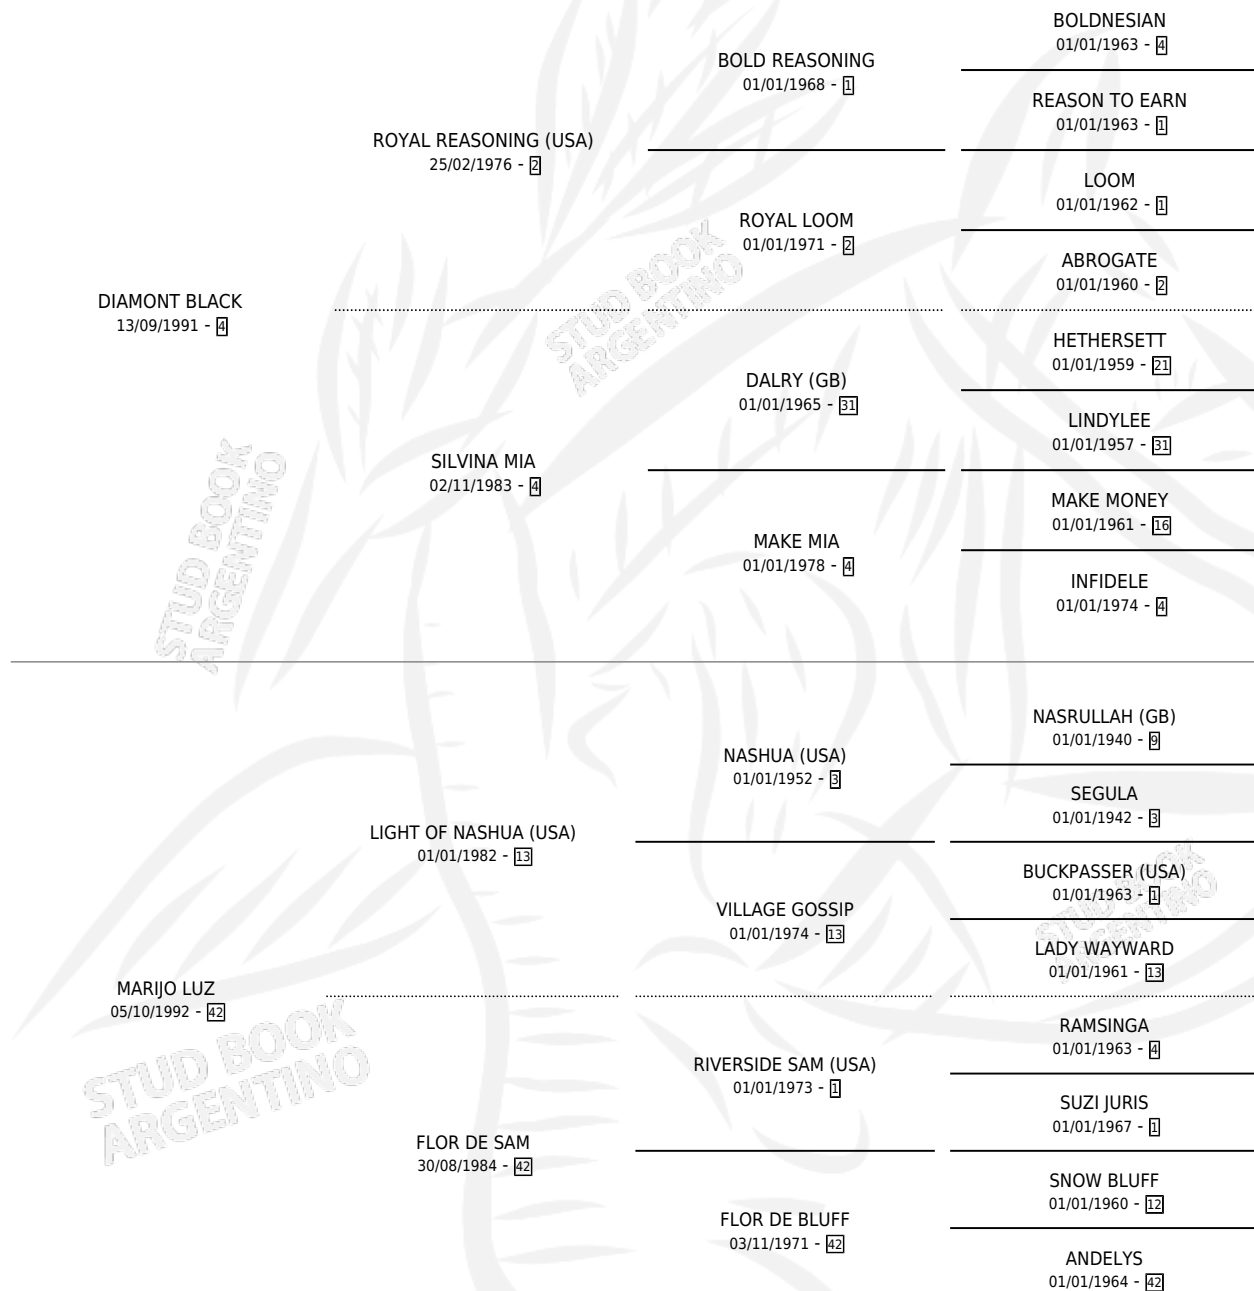 BOLDNESIAN
01/01/1963 - 4
BOLD REASONING
01/01/1968 - 1
REASON TO EARN
01/01/1963 - 1
ROYAL REASONING (USA)
25/02/1976 - 2
LOOM
01/01/1962 - 1
ROYAL LOOM
01/01/1971 - 2
ABROGATE
01/01/1960 - 2
DIAMONT BLACK
13/09/1991 - 4
HETHERSETT
01/01/1959 - 21
DALRY (GB)
01/01/1965 - 31
LINDYLEE
01/01/1957 - 31
SILVINA MIA
02/11/1983 - 4
MAKE MONEY
01/01/1961 - 16
MAKE MIA
01/01/1978 - 4
INFIDELE
01/01/1974 - 4
NASRULLAH (GB)
01/01/1940 - 9
NASHUA (USA)
01/01/1952 - 3
SEGULA
01/01/1942 - 3
LIGHT OF NASHUA (USA)
01/01/1982 - 13
BUCKPASSER (USA)
01/01/1963 - 1
VILLAGE GOSSIP
01/01/1974 - 13
LADY WAYWARD
01/01/1961 - 13
MARIJO LUZ
05/10/1992 - 42
RAMSINGA
01/01/1963 - 4
RIVERSIDE SAM (USA)
01/01/1973 - 1
SUZI JURIS
01/01/1967 - 1
FLOR DE SAM
30/08/1984 - 42
SNOW BLUFF
01/01/1960 - 12
FLOR DE BLUFF
03/11/1971 - 42
ANDELYS
01/01/1964 - 42
STUD BOOK
ARGENTINO
STUD BOOK
ARGENTINO
STUD BOOK
ARGENTINO
STUD BOOK
ARGENTINO